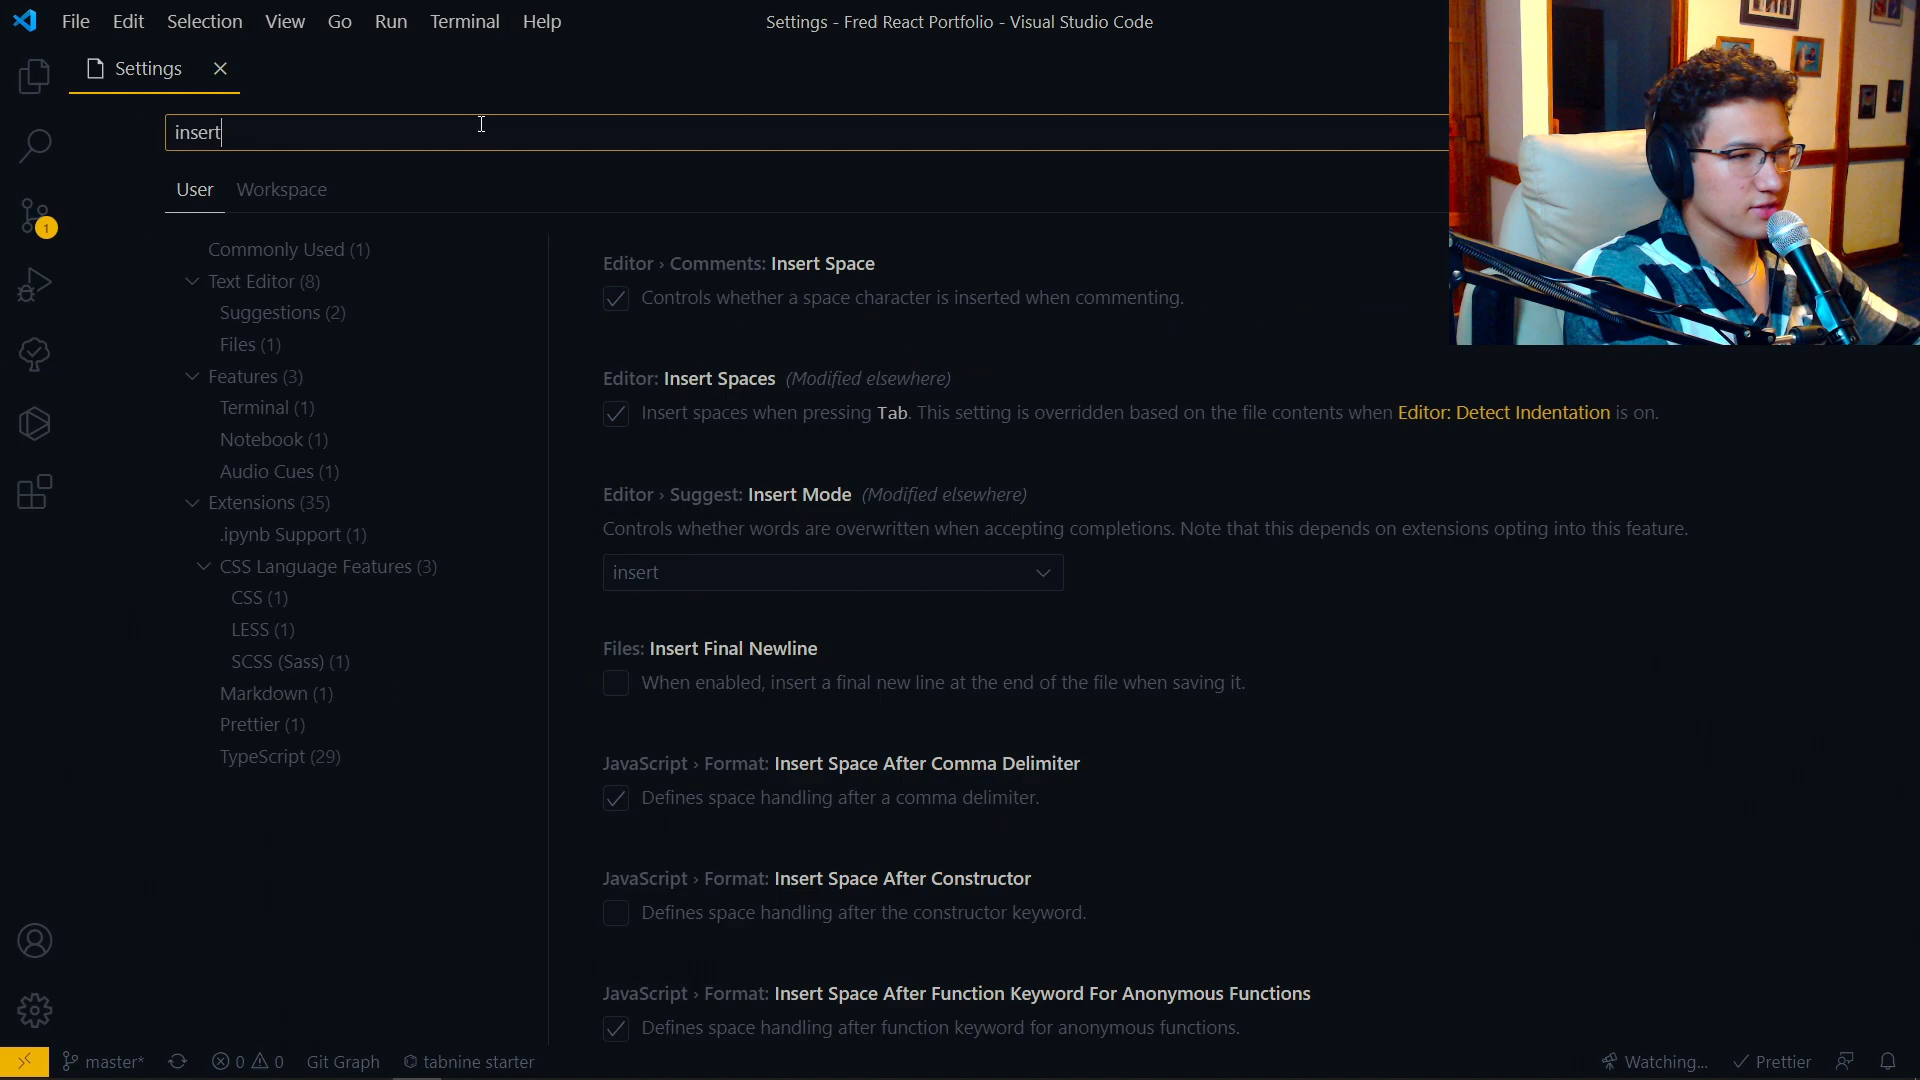 File Edit Selection View Go Run Terminal Help
Settings - Fred React Portfolio - Visual Studio Code
Settings
insert
User Workspace
1
Commonly Used (1)
Text Editor (8)
Suggestions (2)
Files (1)
Features (3)
Terminal (1)
Notebook (1)
Audio Cues (1)
Extensions (35)
.ipynb Support (1)
CSS Language Features (3)
CSS (1)
LESS (1)
SCSS (Sass) (1)
Markdown (1)
Prettier (1)
TypeScript (29)
Editor › Comments: Insert Space
Controls whether a space character is inserted when commenting.
Editor: Insert Spaces (Modified elsewhere)
Insert spaces when pressing Tab. This setting is overridden based on the file contents when Editor: Detect Indentation is on.
Editor › Suggest: Insert Mode (Modified elsewhere)
Controls whether words are overwritten when accepting completions. Note that this depends on extensions opting into this feature.
insert
Files: Insert Final Newline
When enabled, insert a final new line at the end of the file when saving it.
JavaScript › Format: Insert Space After Comma Delimiter
Defines space handling after a comma delimiter.
JavaScript › Format: Insert Space After Constructor
Defines space handling after the constructor keyword.
JavaScript › Format: Insert Space After Function Keyword For Anonymous Functions
Defines space handling after function keyword for anonymous functions.
master* 0 0 Git Graph tabnine starter Watching... Prettier